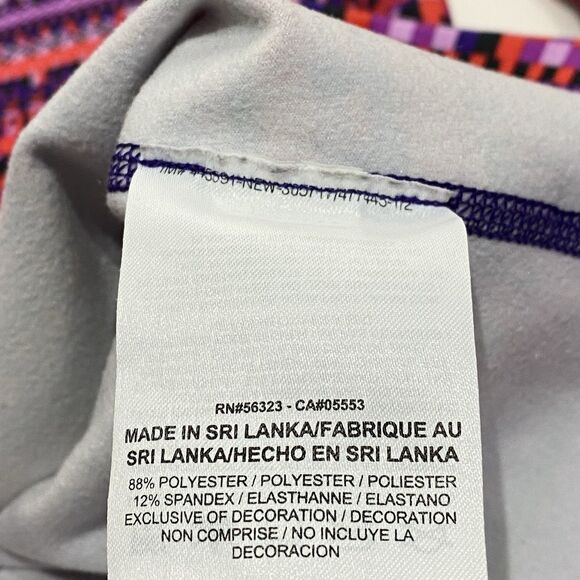 RN#56323 - CA#05553
MADE IN SRI LANKA/FABRIQUE AU
SRI LANKA/HECHO EN SRI LANKA
88% POLYESTER / POLYESTER / POLIESTER
12% SPANDEX / ELASTHANNE / ELASTANO
EXCLUSIVE OF DECORATION / DECORATION
NON COMPRISE / NO INCLUYE LA
DECORACIÓN